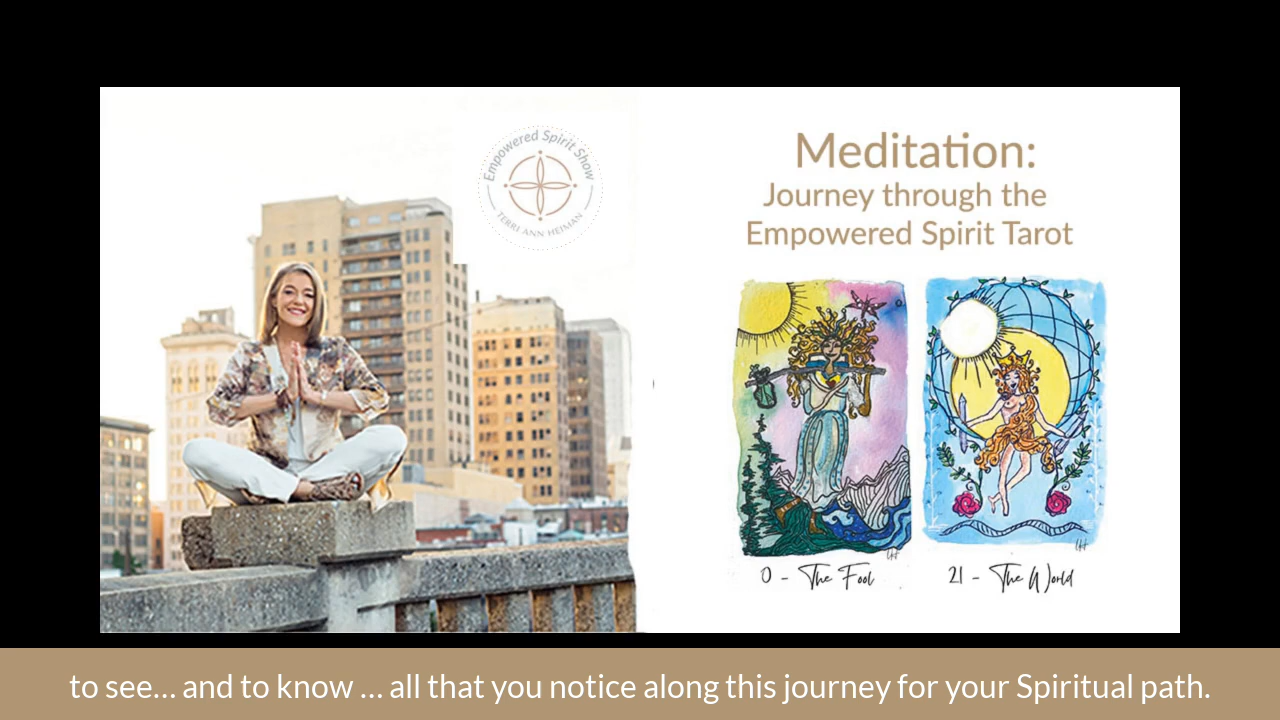 Empowered Spirit Show
TERRI ANN HEIMAN
Meditation:
Journey through the
Empowered Spirit Tarot
0 - The Fool
21 - The World
to see... and to know ... all that you notice along this journey for your Spiritual path.